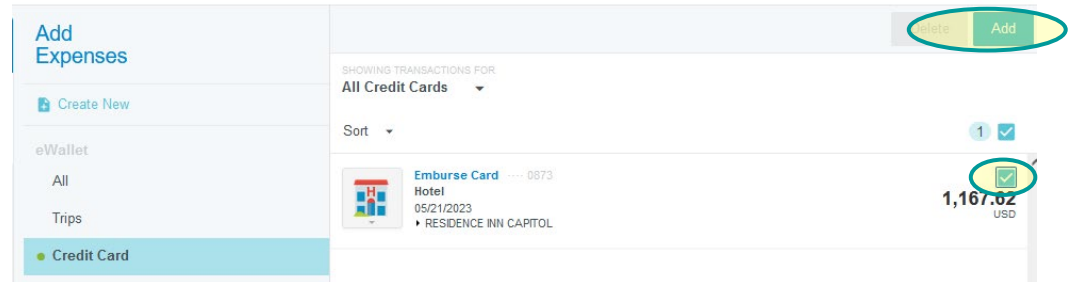 Add
Expenses
Create New
eWallet
All
Trips
Credit Card
Delete Add
SHOWING TRANSACTIONS FOR
All Credit Cards
Sort
1
Emburse Card ···· 0873
Hotel
05/21/2023
RESIDENCE INN CAPITOL
1,167.62
USD
H